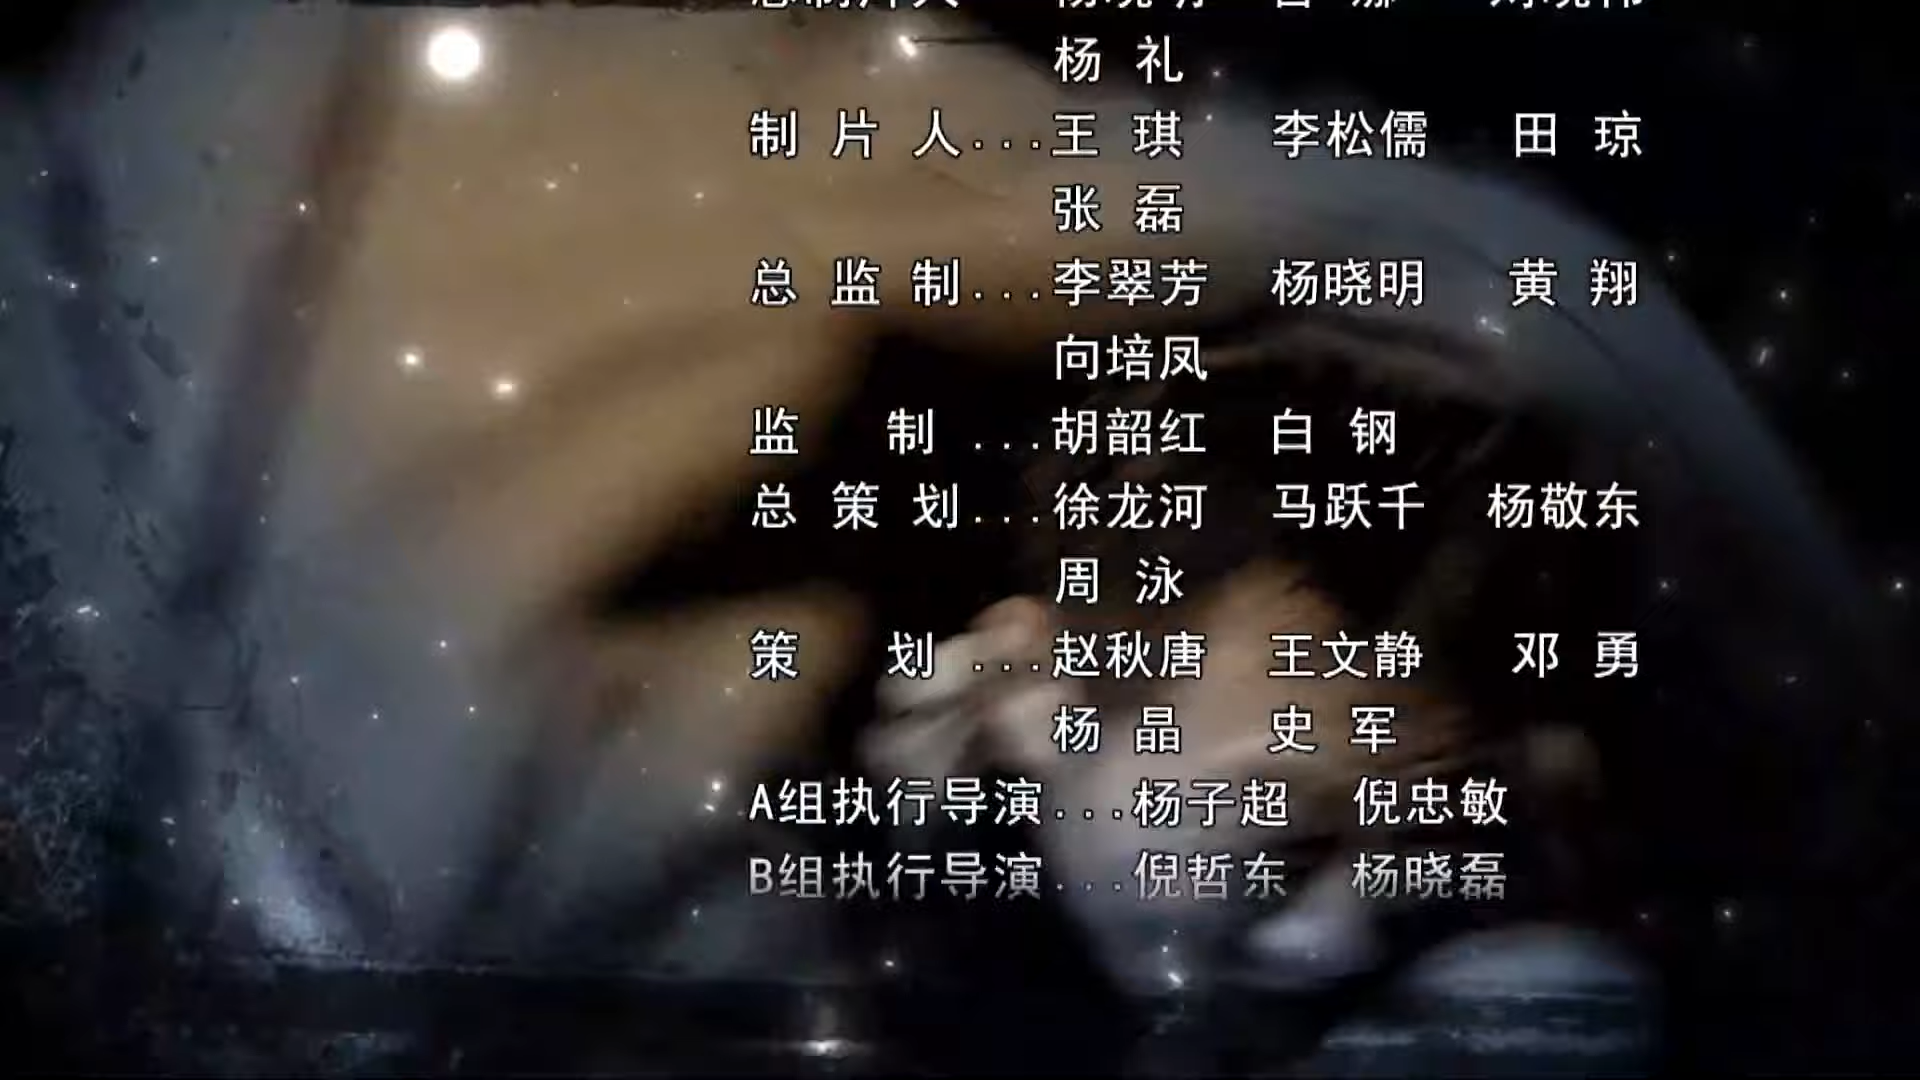 杨 礼
制 片 人...王 琪 李松儒 田 琼
张 磊
总 监 制...李翠芳 杨晓明 黄 翔
向培凤
监 制 ...胡韶红 白 钢
总 策 划...徐龙河 马跃千 杨敬东
周 泳
策 划 ...赵秋唐 王文静 邓 勇
杨 晶 史 军
A组执行导演...杨子超 倪忠敏
B组执行导演...倪哲东 杨晓磊